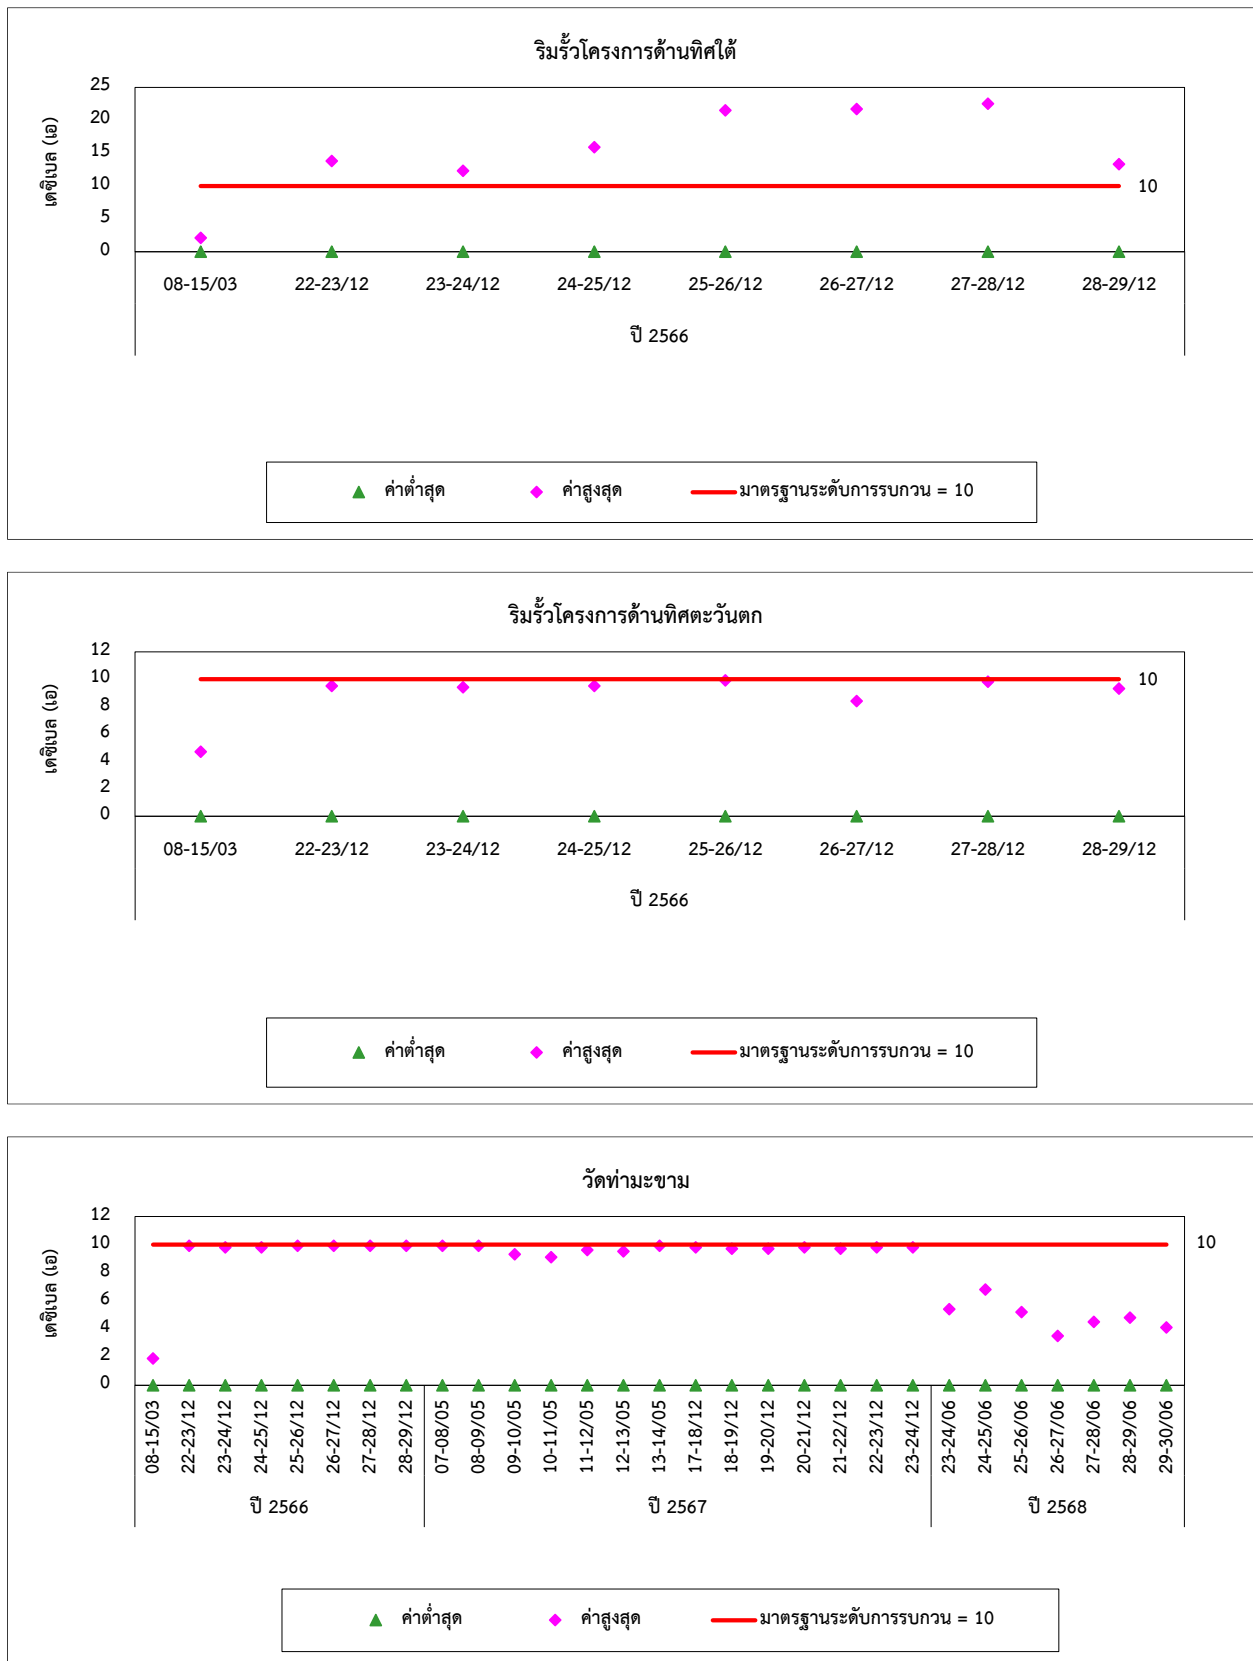 ริมรั้วโครงการด้านทิศใต้
เดซิเบล (เอ)
25
20
15
10
5
0
10
08-15/03 22-23/12 23-24/12 24-25/12 25-26/12 26-27/12 27-28/12 28-29/12
ปี 2566
ค่าต่ำสุด ค่าสูงสุด มาตรฐานระดับการรบกวน = 10
ริมรั้วโครงการด้านทิศตะวันตก
เดซิเบล (เอ)
12
10
8
6
4
2
0
10
08-15/03 22-23/12 23-24/12 24-25/12 25-26/12 26-27/12 27-28/12 28-29/12
ปี 2566
ค่าต่ำสุด ค่าสูงสุด มาตรฐานระดับการรบกวน = 10
วัดท่ามะขาม
เดซิเบล (เอ)
12
10
8
6
4
2
0
10
08-15/03 22-23/12 23-24/12 24-25/12 25-26/12 26-27/12 27-28/12 28-29/12 07-08/05 08-09/05 09-10/05 10-11/05 11-12/05 12-13/05 13-14/05 17-18/12 18-19/12 19-20/12 20-21/12 21-22/12 22-23/12 23-24/12 23-24/06 24-25/06 25-26/06 26-27/06 27-28/06 28-29/06 29-30/06
ปี 2566 ปี 2567 ปี 2568
ค่าต่ำสุด ค่าสูงสุด มาตรฐานระดับการรบกวน = 10